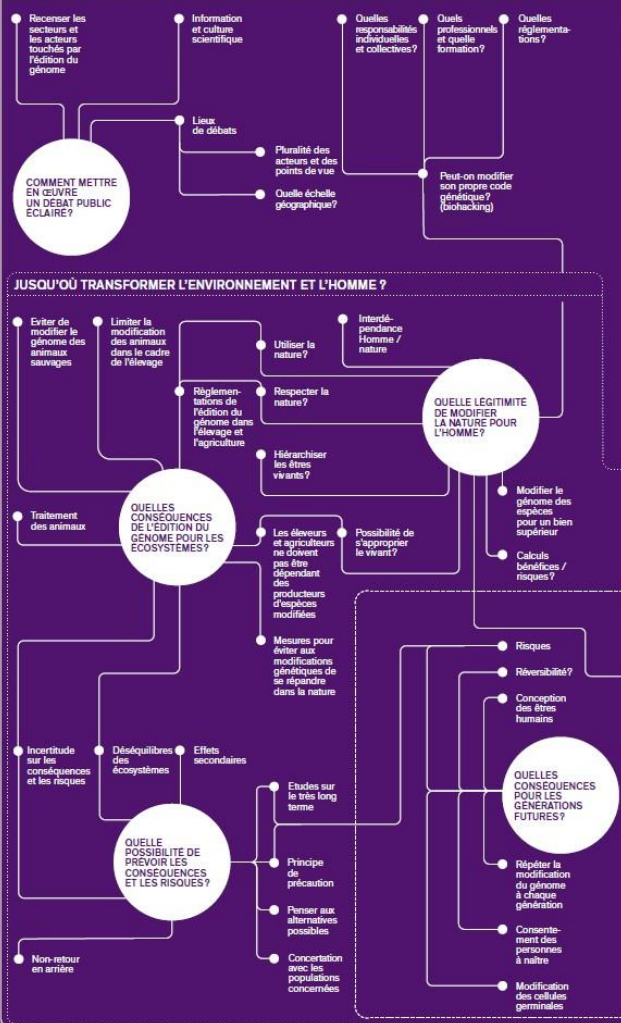 Recenser les
secteurs et
les acteurs
touchés par
l'édition du
génome
Information
et culture
scientifique
Quelles
responsabilités
individuelles
et collectives?
Quels
professionnels
et quelle
formation?
Quelles
réglementa-
tions?
Lieux
de débats
Pluralité des
acteurs et des
points de vue
Quelle échelle
géographique?
COMMENT METTRE
EN ŒUVRE
UN DÉBAT PUBLIC
ÉCLAIRÉ?
Peut-on modifier
son propre code
génétique?
(biohacking)
JUSQU'OÙ TRANSFORMER L'ENVIRONNEMENT ET L'HOMME ?
Eviter de
modifier le
génome des
animaux
sauvages
Limiter la
modification
des animaux
dans le cadre
de l'élevage
Utiliser la
nature?
Interdé-
pendance
Homme /
nature
Règlemen-
tations de
l'édition du
génome dans
l'élevage et
l'agriculture
Respecter la
nature?
QUELLE LÉGITIMITÉ
DE MODIFIER
LA NATURE POUR
L'HOMME?
Hiérarchiser
les êtres
vivants?
Traitement
des animaux
QUELLES
CONSÉQUENCES
DE L'ÉDITION DU
GÉNOME POUR LES
ÉCOSYSTÈMES?
Les éleveurs
et agriculteurs
ne doivent
pas être
dépendant
des
producteurs
d'espèces
modifiées
Possibilité de
s'approprier
le vivant?
Modifier le
génome des
espèces
pour un bien
supérieur
Calculs
bénéfices /
risques?
Mesures pour
éviter aux
modifications
génétiques de
se répandre
dans la nature
Risques
Réversibilité?
Conception
des êtres
humains
Incertitude
sur les
conséquences
et les risques
Déséquilibres
des
écosystèmes
Effets
secondaires
Etudes sur
le très long
terme
QUELLES
CONSÉQUENCES
POUR LES
GÉNÉRATIONS
FUTURES?
QUELLE
POSSIBILITÉ DE
PRÉVOIR LES
CONSÉQUENCES
ET LES RISQUES?
Principe
de
précaution
Répéter la
modification
du génome
à chaque
génération
Penser aux
alternatives
possibles
Consente-
ment des
personnes
à naître
Non-retour
en arrière
Concertation
avec les
populations
concernées
Modification
des cellules
germinales